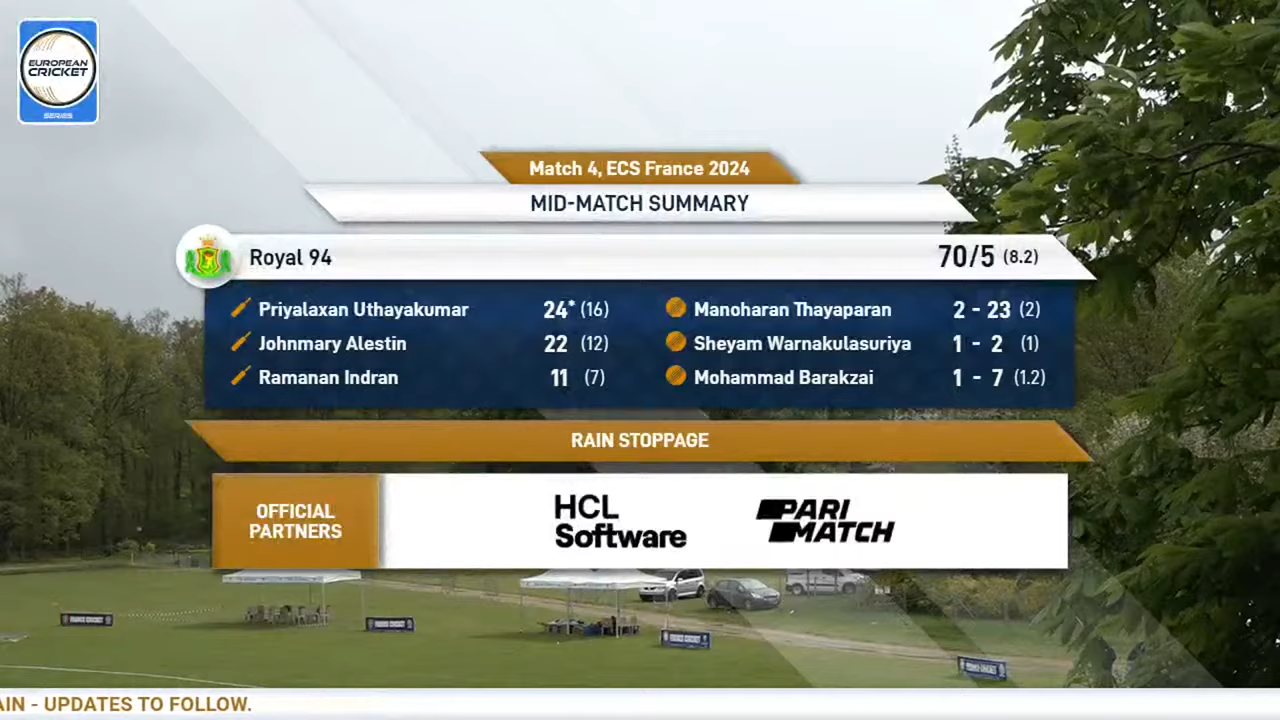 EUROPEAN
CRICKET
SERIES
Match 4, ECS France 2024
MID-MATCH SUMMARY
Royal 94 70/5 (8.2)
Priyalaxan Uthayakumar 24* (16) Manoharan Thayaparan 2 - 23 (2)
Johnmary Alestin 22 (12) Sheyam Warnakulasuriya 1 - 2 (1)
Ramanan Indran 11 (7) Mohammad Barakzai 1 - 7 (1.2)
RAIN STOPPAGE
OFFICIAL
PARTNERS
HCL
Software
PARI
MATCH
AIN - UPDATES TO FOLLOW.